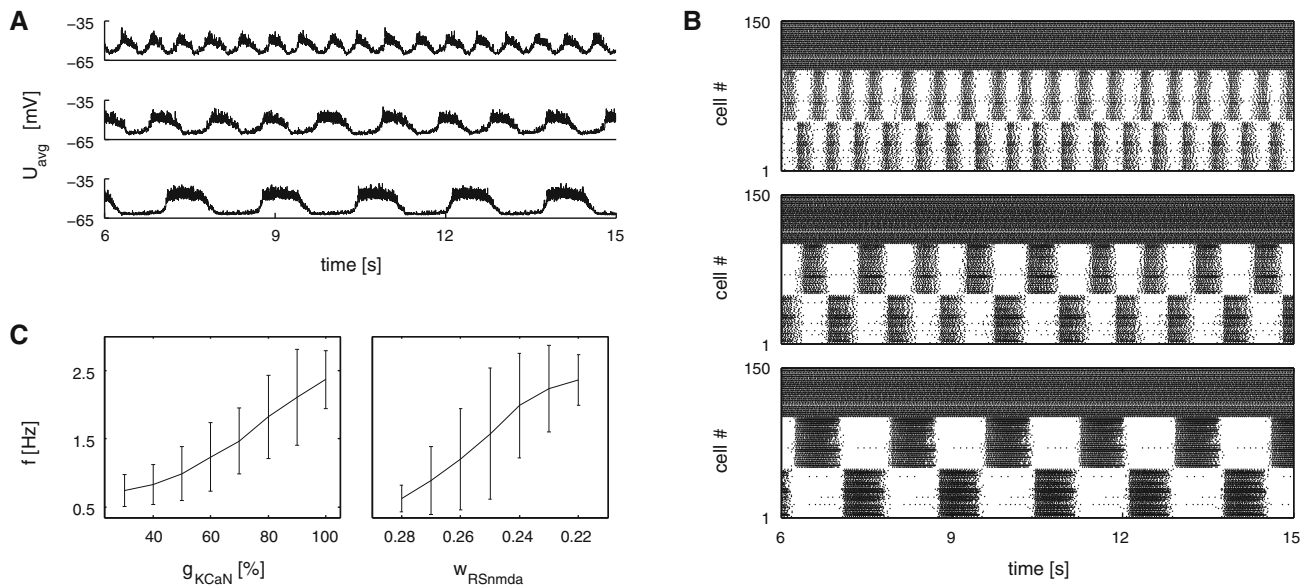 A
−35
−65
−35
−65
−35
−65
U_avg [mV]
6 9 12 15
time [s]
B
150
cell #
1
150
cell #
1
150
cell #
1
6 9 12 15
time [s]
C
2.5
1.5
0.5
f [Hz]
40 60 80 100
g_KCaN [%]
0.28 0.26 0.24 0.22
w_RSnmda